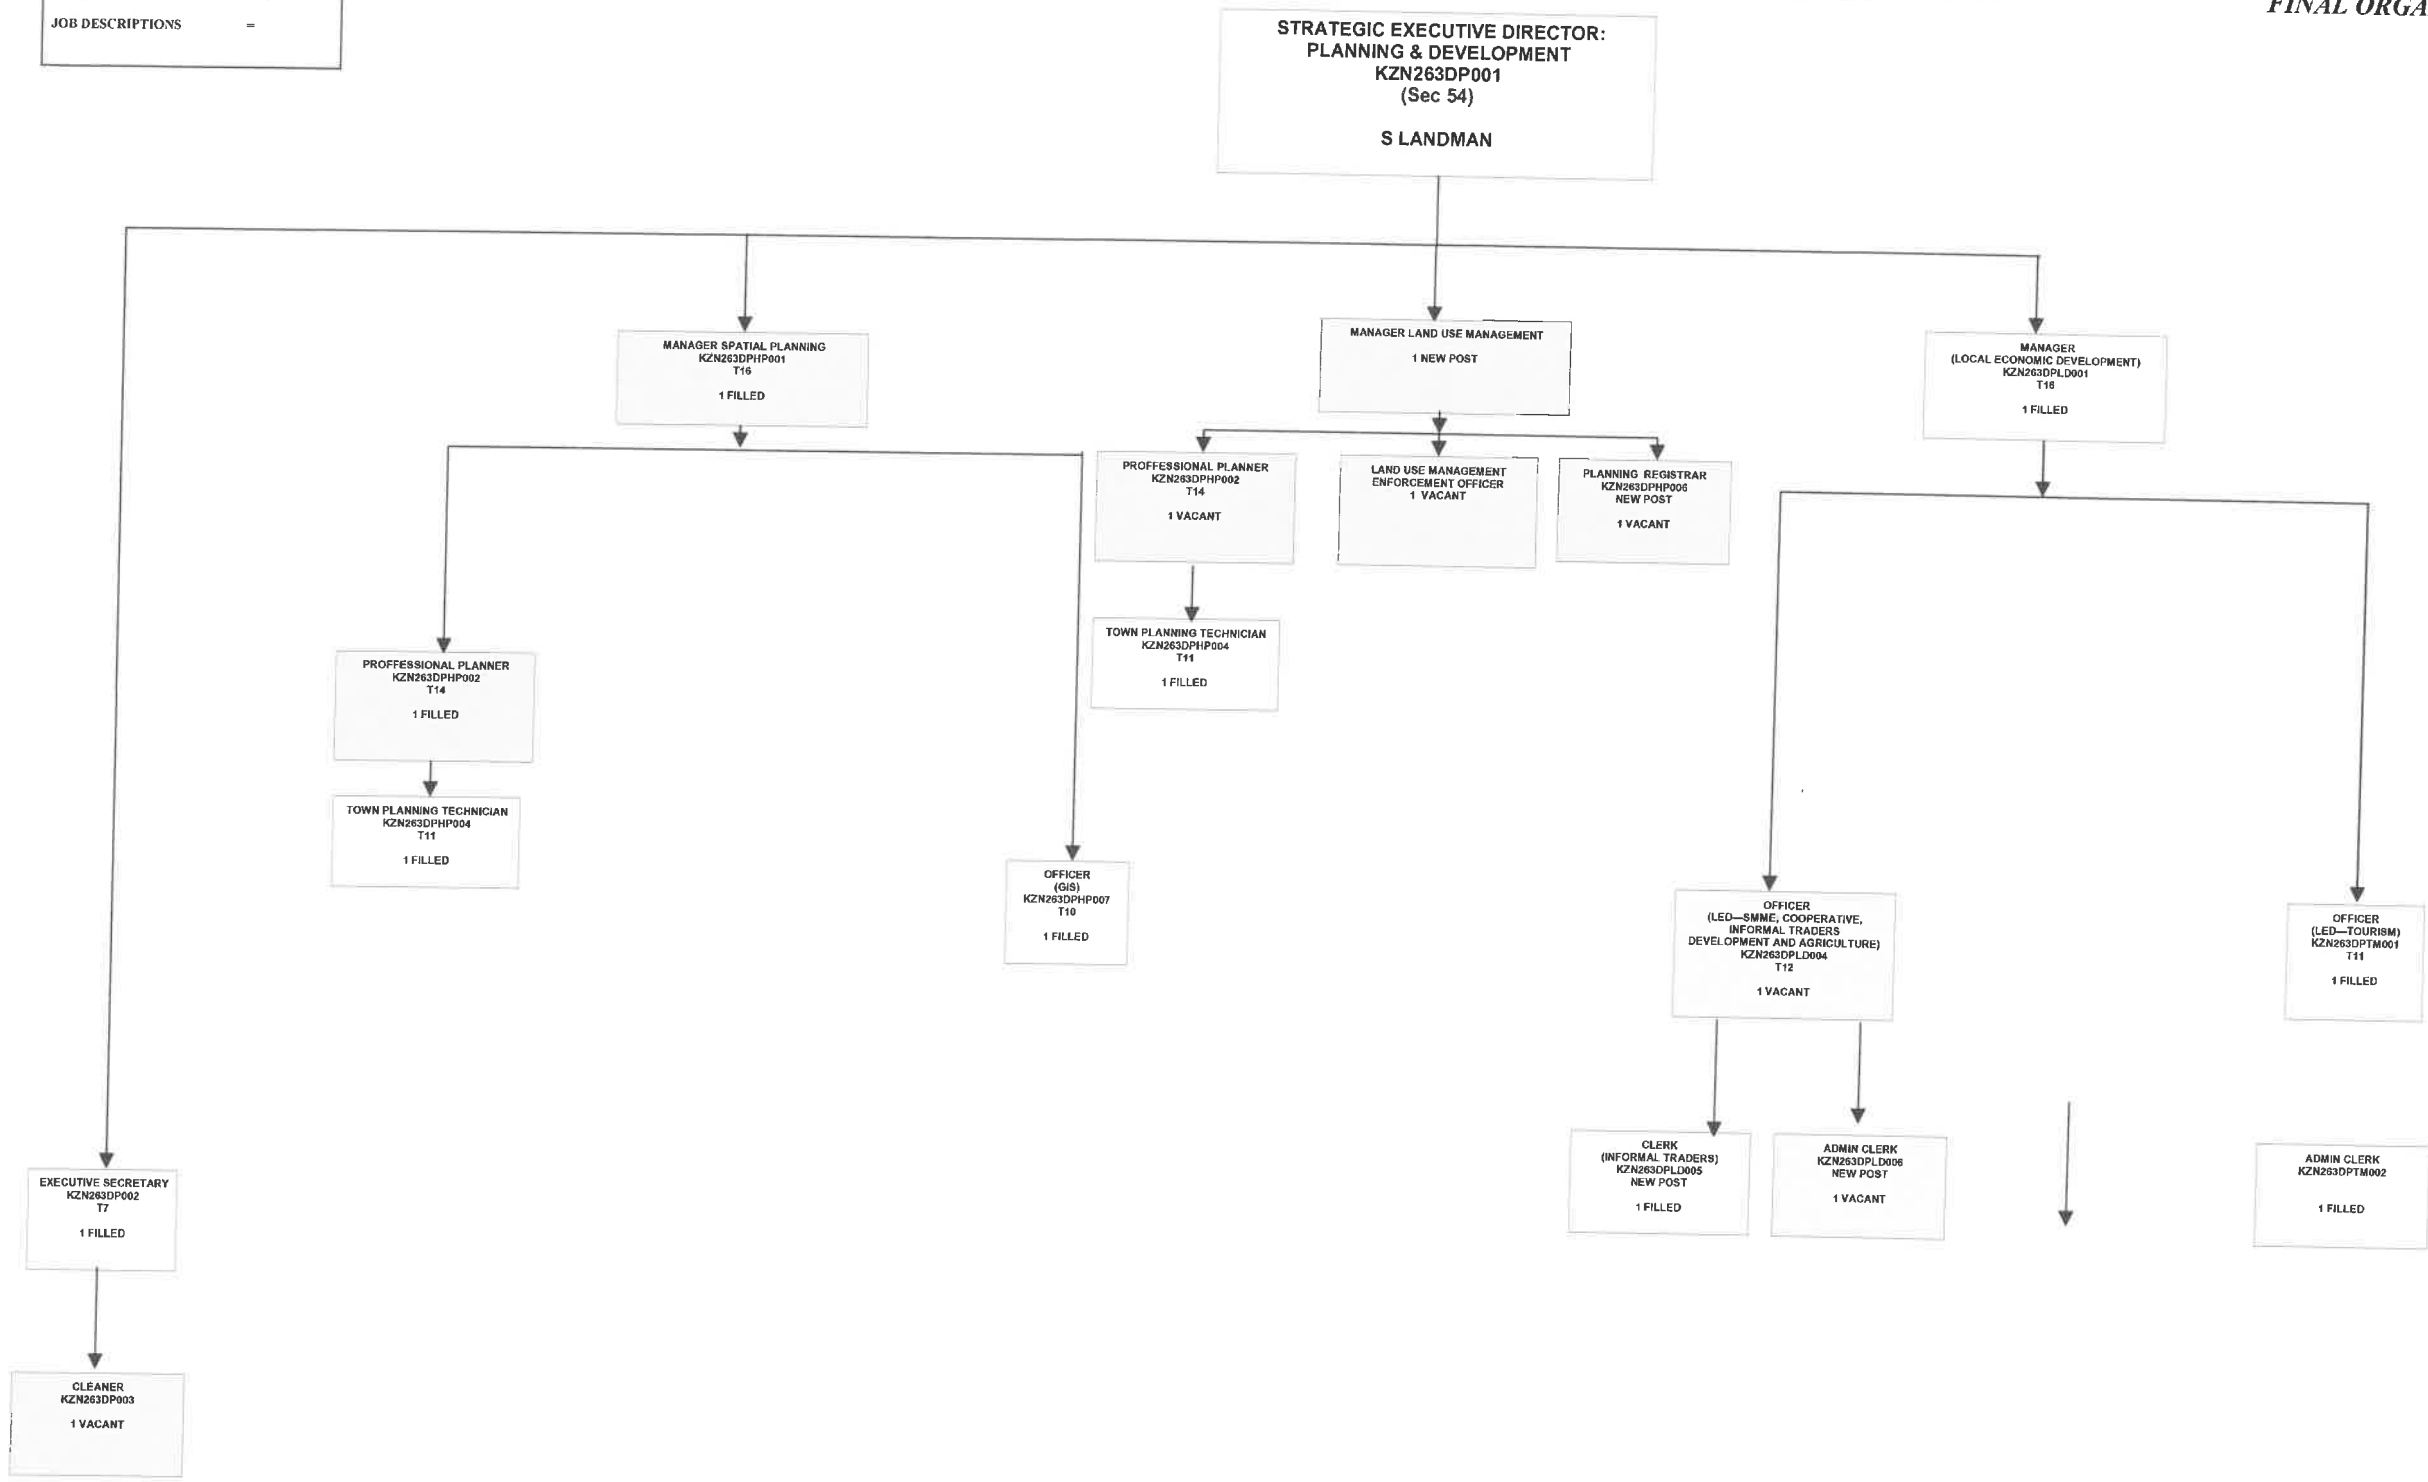 JOB DESCRIPTIONS =
FINAL ORGA
STRATEGIC EXECUTIVE DIRECTOR:
PLANNING & DEVELOPMENT
KZN263DP001
(Sec 54)
S LANDMAN
MANAGER SPATIAL PLANNING
KZN263DPHP001
T16
1 FILLED
MANAGER LAND USE MANAGEMENT
1 NEW POST
MANAGER
(LOCAL ECONOMIC DEVELOPMENT)
KZN263DPLD001
T16
1 FILLED
PROFFESSIONAL PLANNER
KZN263DPHP002
T14
1 VACANT
LAND USE MANAGEMENT
ENFORCEMENT OFFICER
1 VACANT
PLANNING REGISTRAR
KZN263DPHP006
NEW POST
1 VACANT
TOWN PLANNING TECHNICIAN
KZN263DPHP004
T11
1 FILLED
PROFFESSIONAL PLANNER
KZN263DPHP002
T14
1 FILLED
TOWN PLANNING TECHNICIAN
KZN263DPHP004
T11
1 FILLED
OFFICER
(GIS)
KZN263DPHP007
T10
1 FILLED
OFFICER
(LED—SMME, COOPERATIVE,
INFORMAL TRADERS
DEVELOPMENT AND AGRICULTURE)
KZN263DPLD004
T12
1 VACANT
OFFICER
(LED—TOURISM)
KZN263DPTM001
T11
1 FILLED
CLERK
(INFORMAL TRADERS)
KZN263DPLD005
NEW POST
1 FILLED
ADMIN CLERK
KZN263DPLD006
NEW POST
1 VACANT
ADMIN CLERK
KZN263DPTM002
1 FILLED
EXECUTIVE SECRETARY
KZN263DP002
T7
1 FILLED
CLEANER
KZN263DP003
1 VACANT